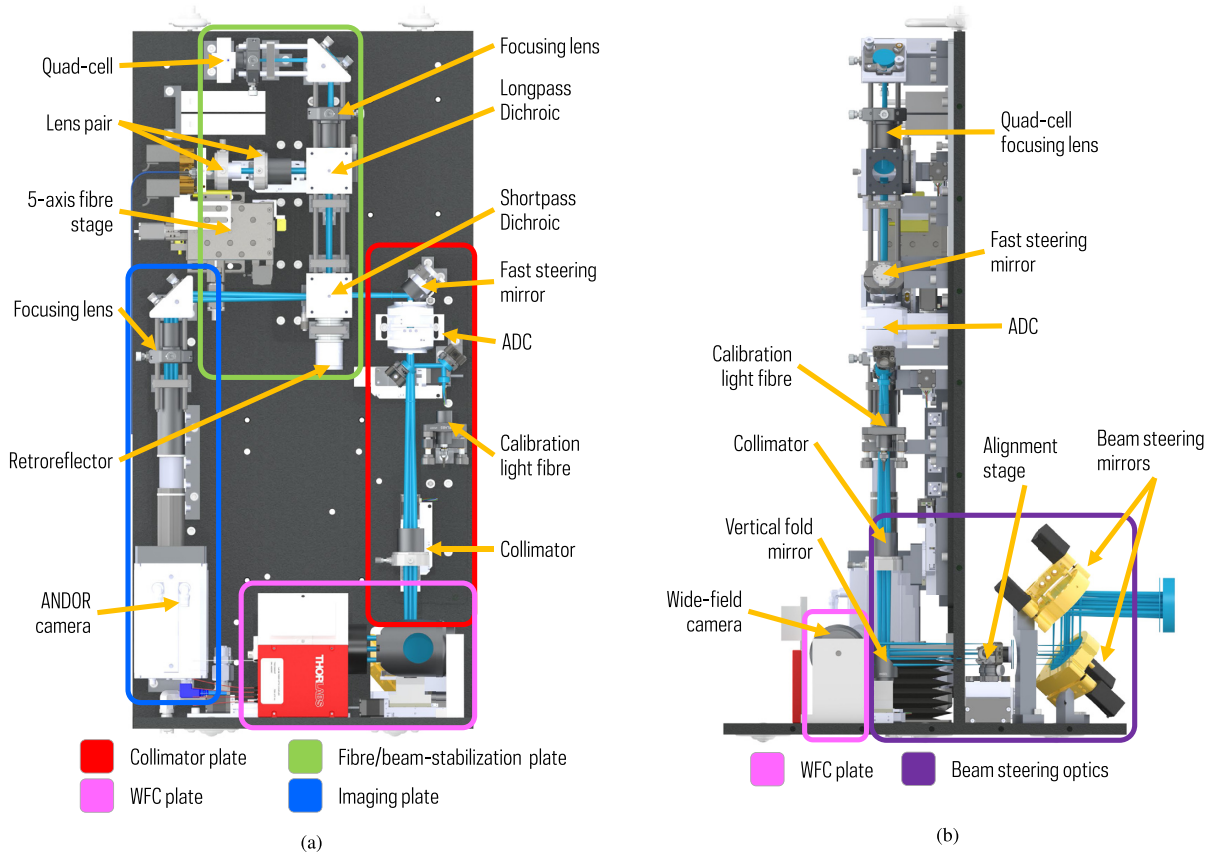 Quad-cell
Lens pair
5-axis fibre
stage
Focusing lens
Retroreflector
ANDOR
camera
Focusing lens
Longpass
Dichroic
Shortpass
Dichroic
Fast steering
mirror
ADC
Calibration
light fibre
Collimator
THORLABS
Collimator plate
WFC plate
Fibre/beam-stabilization plate
Imaging plate
(a)
Quad-cell
focusing lens
Fast steering
mirror
ADC
Calibration
light fibre
Collimator
Vertical fold
mirror
Wide-field
camera
Alignment
stage
Beam steering
mirrors
WFC plate
Beam steering optics
(b)